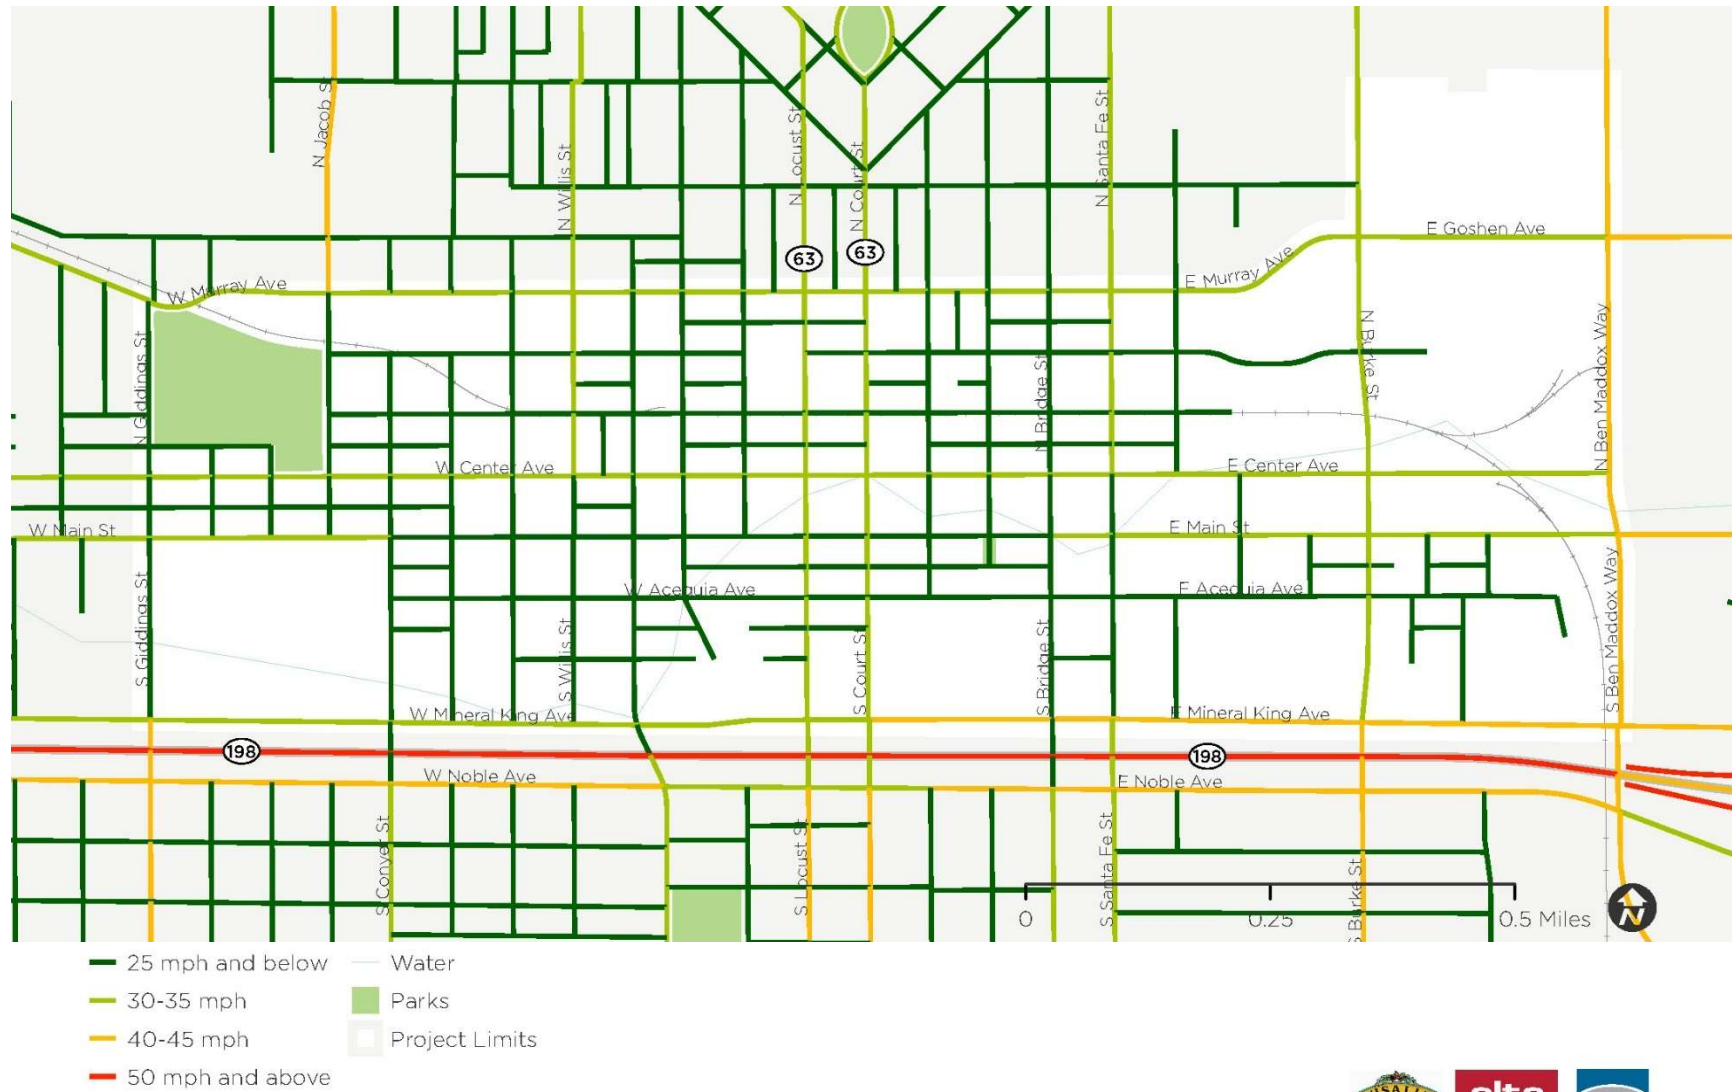 N Jacob St
N Willis St
N Locust St
N Court St
N Santa Fe St
63
63
E Goshen Ave
E Murray Ave
W Murray Ave
N Giddings St
N Bridge St
N Burke St
N Ben Maddox Way
W Center Ave
E Center Ave
W Main St
E Main St
W Acequia Ave
E Acequia Ave
S Giddings St
S Willis St
S Court St
S Bridge St
S Ben Maddox Way
W Mineral King Ave
E Mineral King Ave
198
198
W Noble Ave
E Noble Ave
S Conyer St
S Locust St
S Santa Fe St
S Burke St
0
0.25
0.5 Miles
N
25 mph and below
Water
30-35 mph
Parks
40-45 mph
Project Limits
50 mph and above
alta